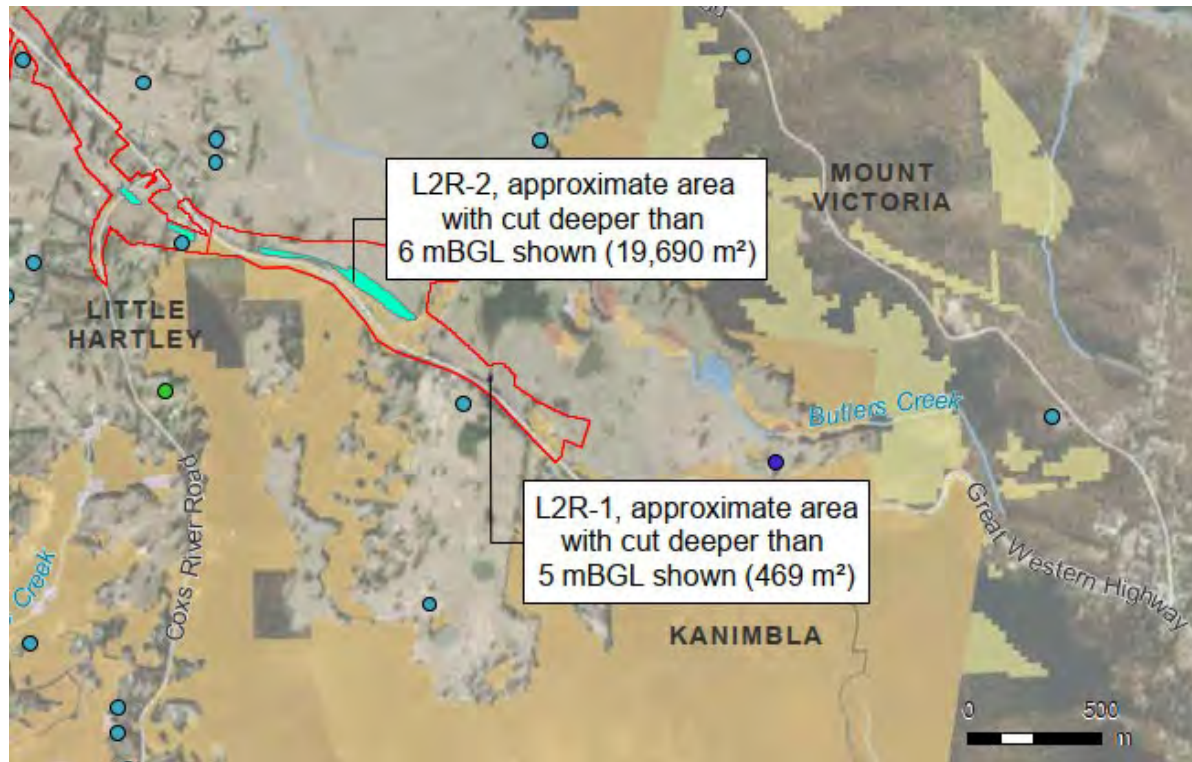 MOUNT
VICTORIA
L2R-2, approximate area
with cut deeper than
6 mBGL shown (19,690 m²)
LITTLE
HARTLEY
Butlers Creek
Coxs River Road
L2R-1, approximate area
with cut deeper than
5 mBGL shown (469 m²)
Great Western Highway
Creek
KANIMBLA
0 500
m